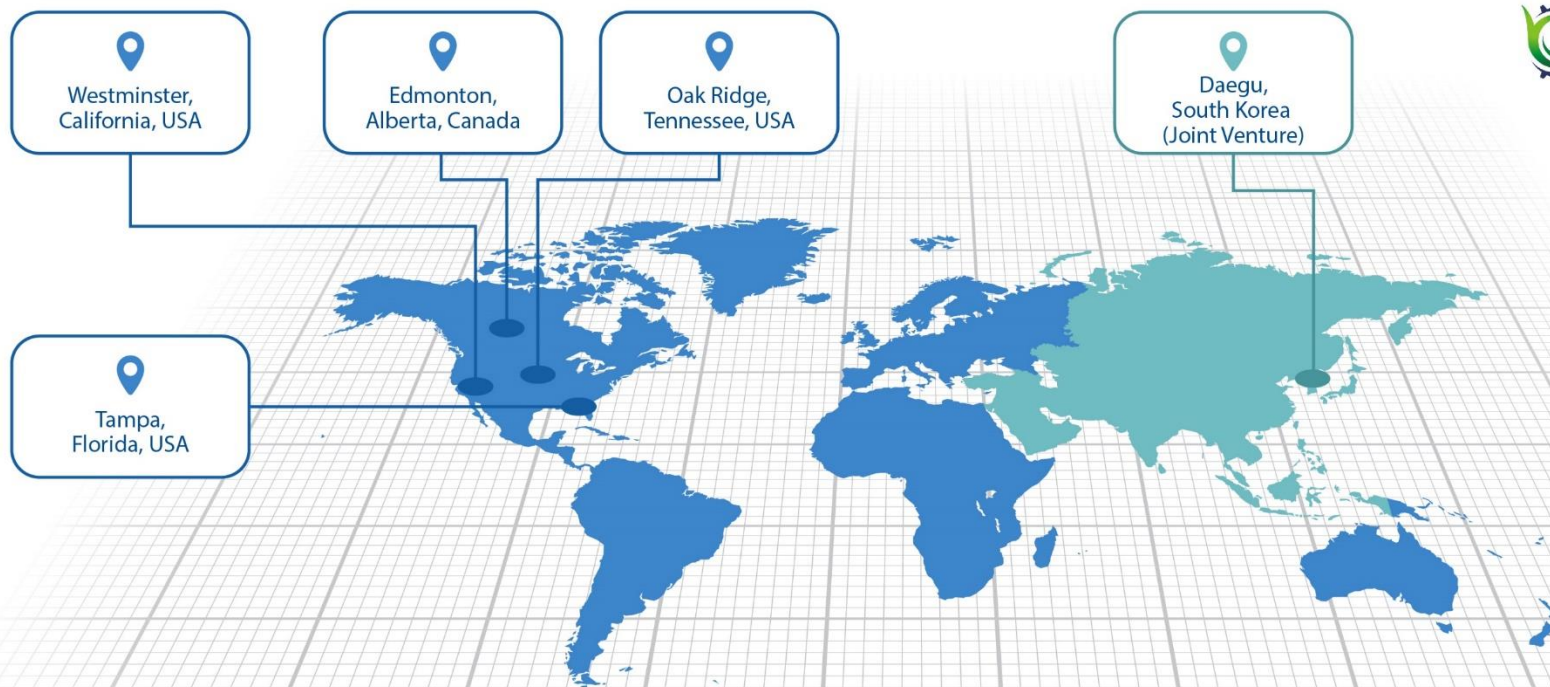 Westminster,
California, USA
Edmonton,
Alberta, Canada
Oak Ridge,
Tennessee, USA
Daegu,
South Korea
(Joint Venture)
Tampa,
Florida, USA